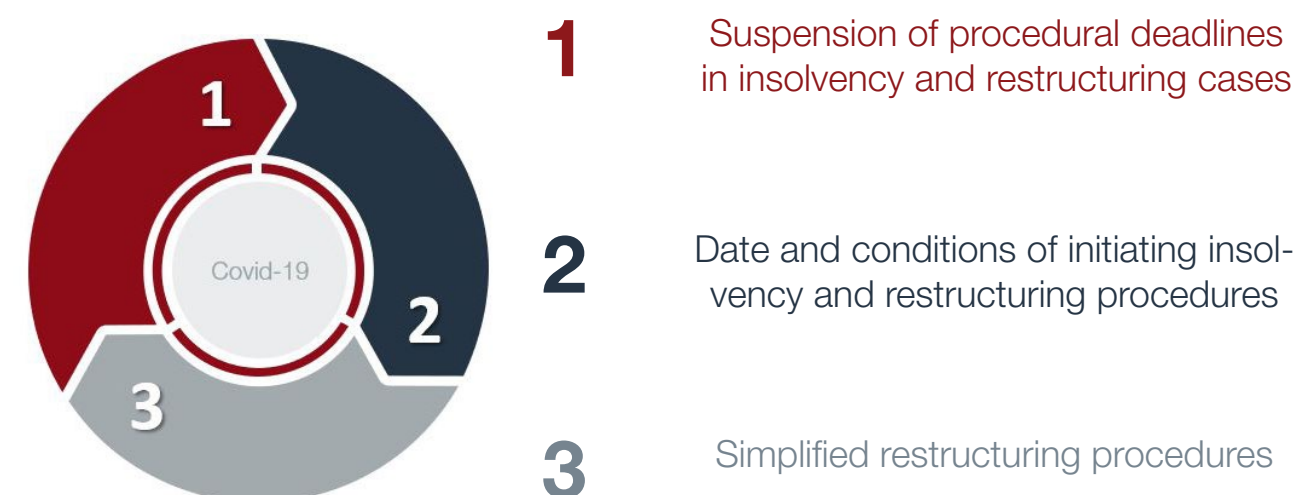 1
2
3
Covid-19
1
Suspension of procedural deadlines
in insolvency and restructuring cases
2
Date and conditions of initiating insol-
vency and restructuring procedures
3
Simplified restructuring procedures